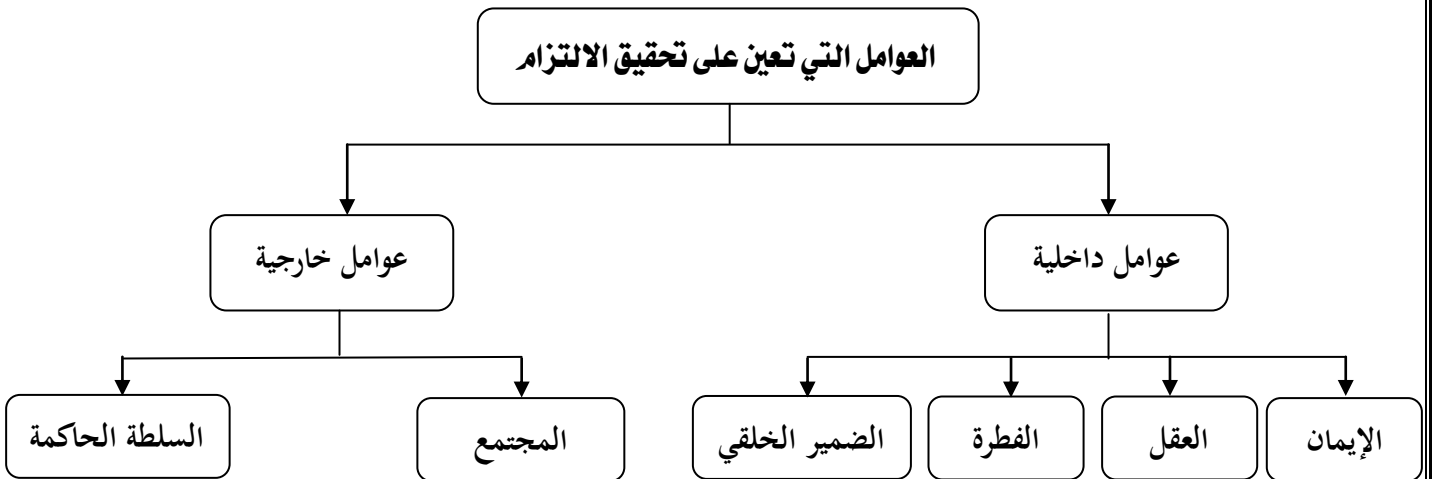 العوامل التي تعين على تحقيق الالتزام
عوامل داخلية
عوامل خارجية
الإيمان
العقل
الفطرة
الضمير الخلقي
المجتمع
السلطة الحاكمة